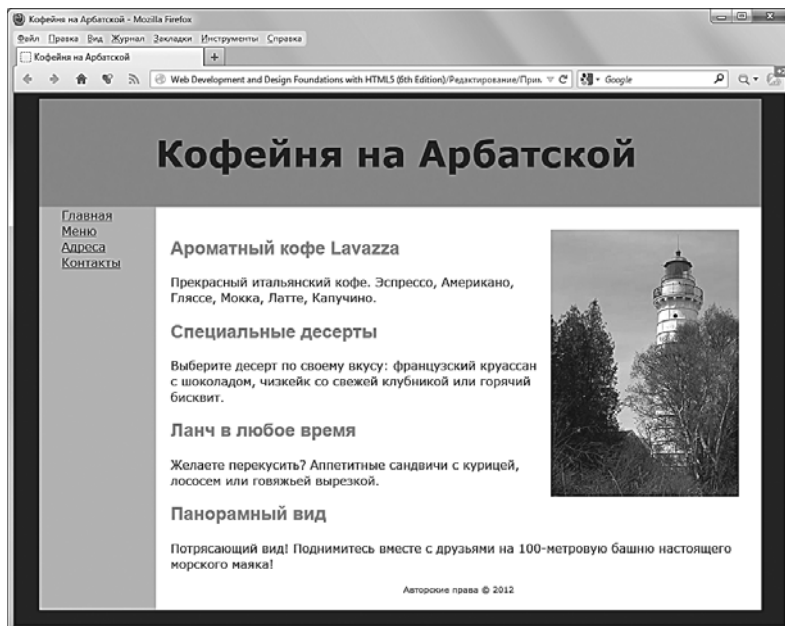 Кофейня на Арбатской - Mozilla Firefox
Файл Правка Вид Журнал Закладки Инструменты Справка
Кофейня на Арбатской
Web Development and Design Foundations with HTML5 (6th Edition)/Редактирование/При
Google
Кофейня на Арбатской
Главная
Меню
Адреса
Контакты
Ароматный кофе Lavazza
Прекрасный итальянский кофе. Эспрессо, Американо,
Гляссе, Мокка, Латте, Капучино.
Специальные десерты
Выберите десерт по своему вкусу: французский круассан
с шоколадом, чизкейк со свежей клубникой или горячий
бисквит.
Ланч в любое время
Желаете перекусить? Аппетитные сандвичи с курицей,
лососем или говяжьей вырезкой.
Панорамный вид
Потрясающий вид! Поднимитесь вместе с друзьями на 100-метровую башню настоящего
морского маяка!
Авторские права © 2012